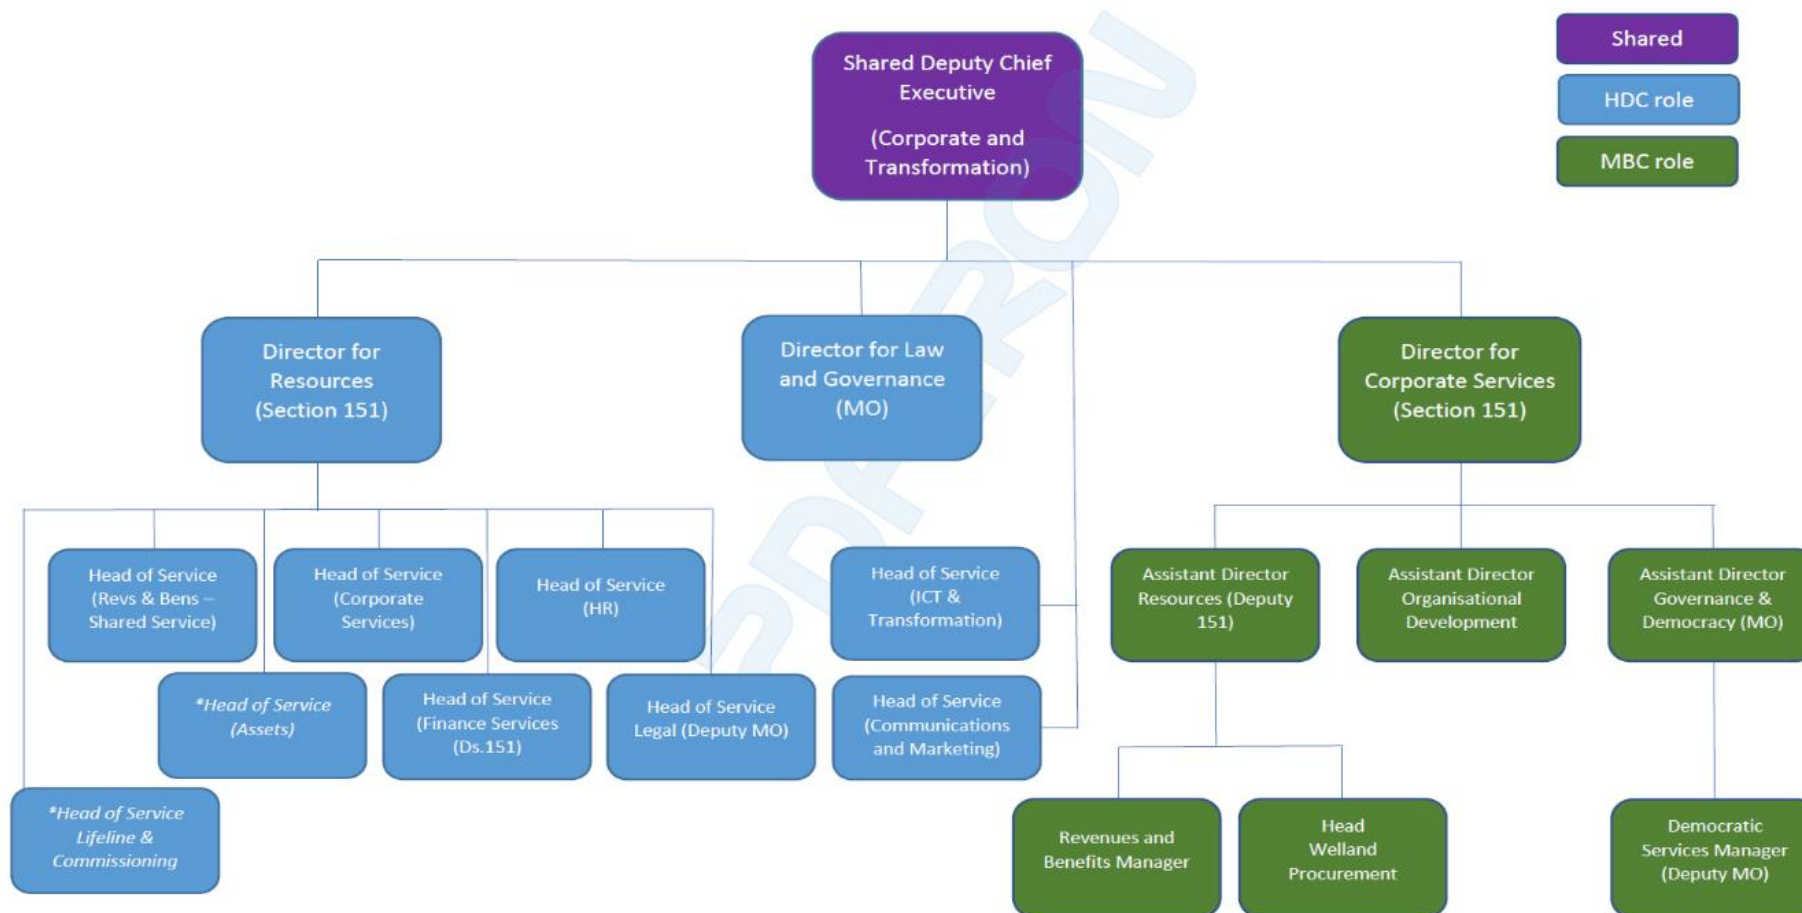 Shared Deputy Chief
Executive
(Corporate and
Transformation)
Shared
HDC role
MBC role
Director for
Resources
(Section 151)
Director for Law
and Governance
(MO)
Director for
Corporate Services
(Section 151)
Head of Service
(Revs & Bens –
Shared Service)
Head of Service
(Corporate
Services)
Head of Service
(HR)
Head of Service
(ICT &
Transformation)
Assistant Director
Resources (Deputy
151)
Assistant Director
Organisational
Development
Assistant Director
Governance &
Democracy (MO)
*Head of Service
(Assets)
Head of Service
(Finance Services
(Ds.151)
Head of Service
Legal (Deputy MO)
Head of Service
(Communications
and Marketing)
*Head of Service
Lifeline &
Commissioning
Revenues and
Benefits Manager
Head
Welland
Procurement
Democratic
Services Manager
(Deputy MO)